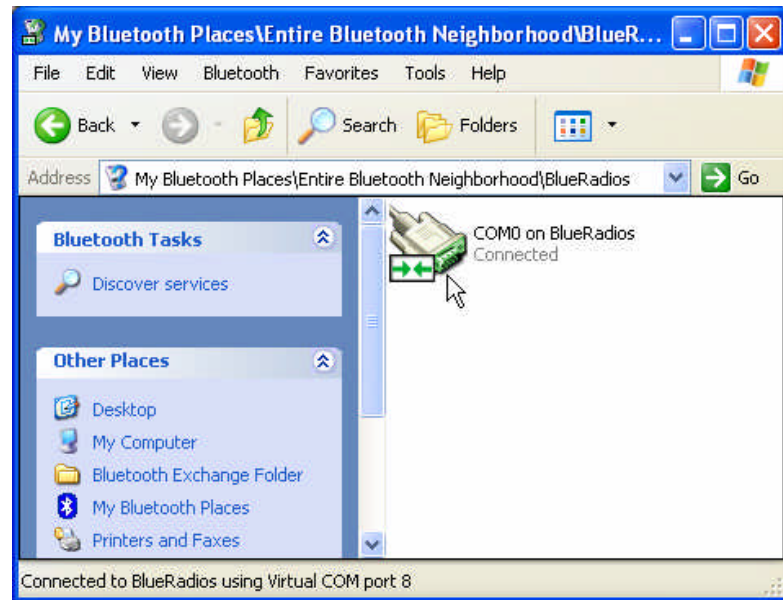 My Bluetooth Places\Entire Bluetooth Neighborhood\BlueR...
File Edit View Bluetooth Favorites Tools Help
Back Search Folders
Address My Bluetooth Places\Entire Bluetooth Neighborhood\BlueRadios Go
Bluetooth Tasks
Discover services
Other Places
Desktop
My Computer
Bluetooth Exchange Folder
My Bluetooth Places
Printers and Faxes
COM0 on BlueRadios
Connected
Connected to BlueRadios using Virtual COM port 8